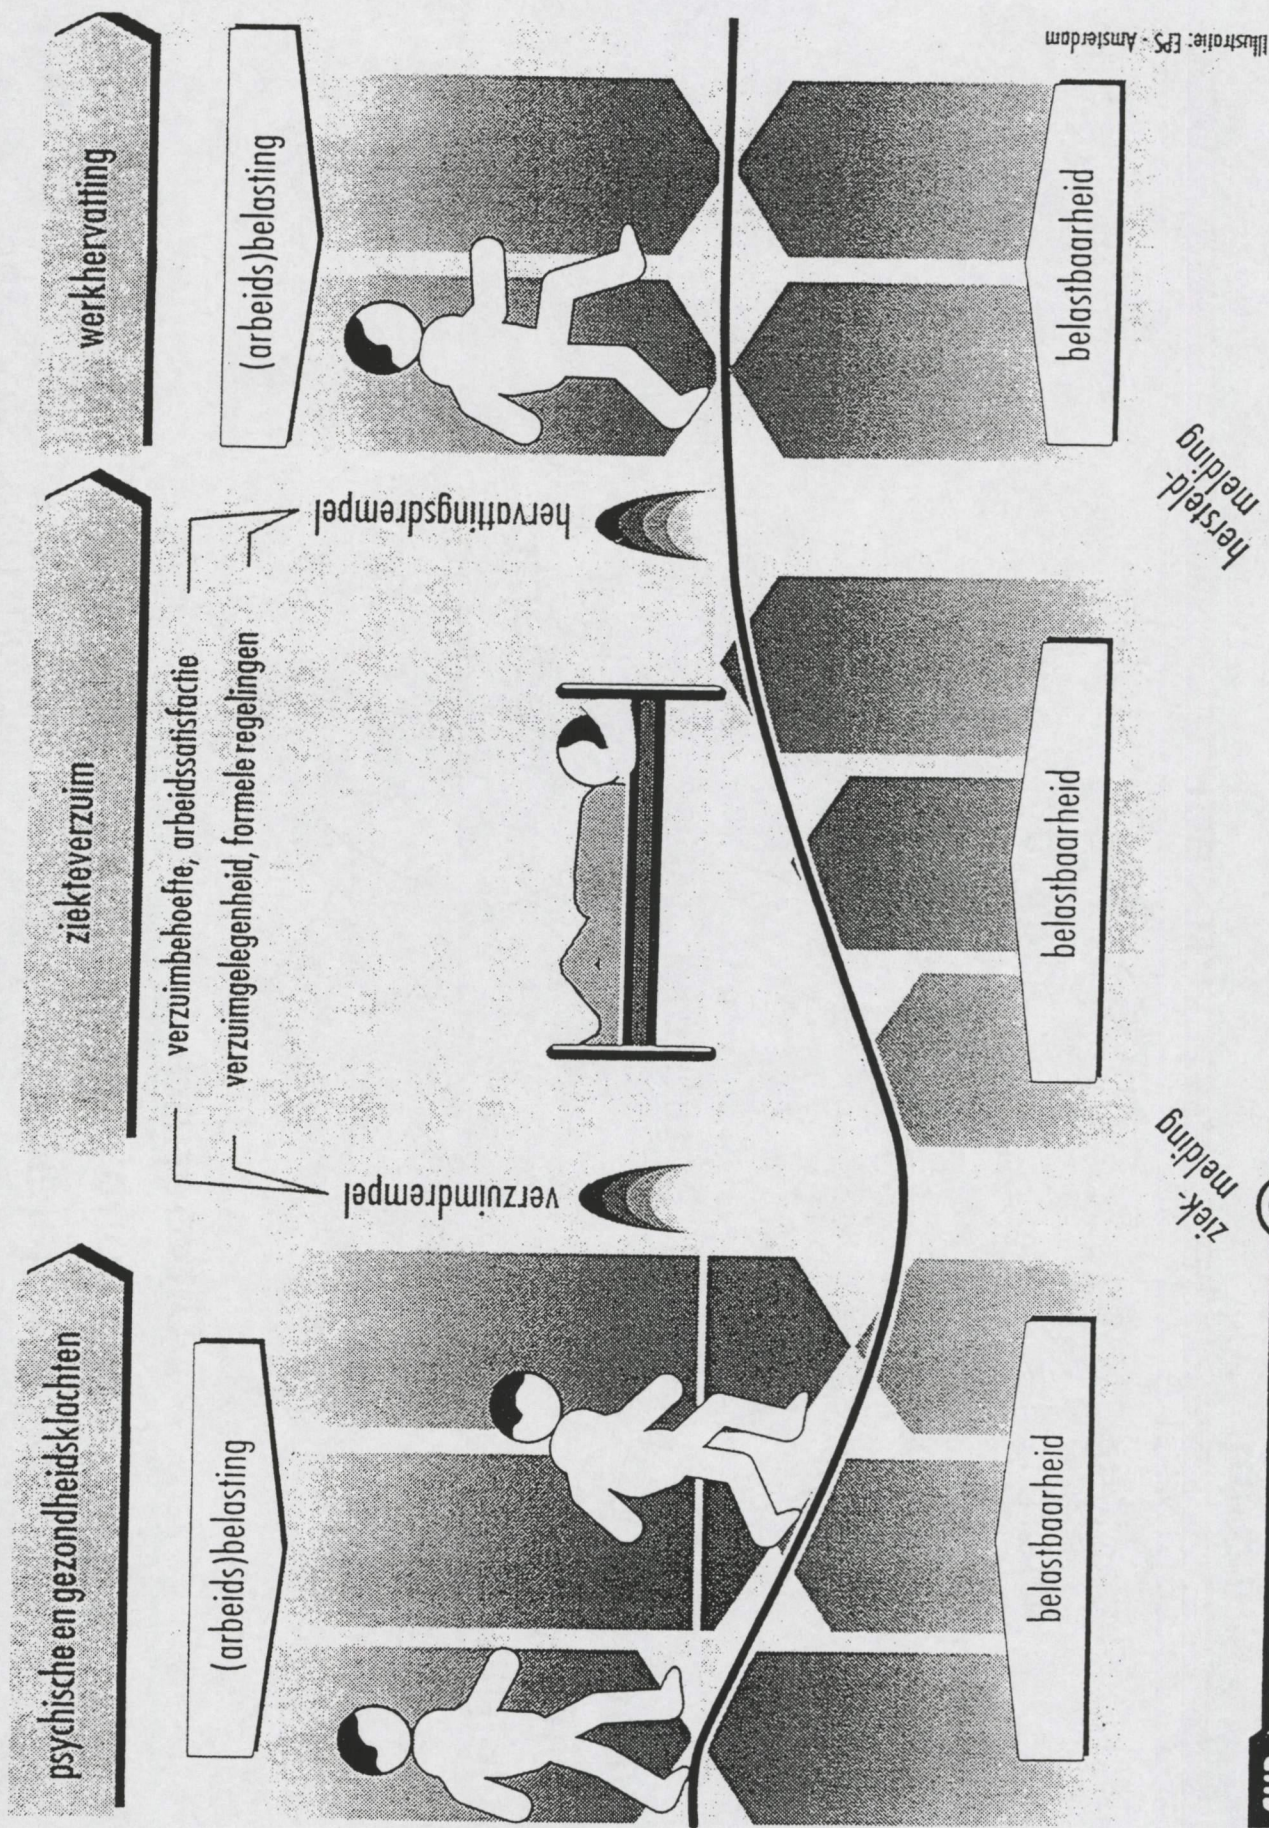 psychische en gezondheidsklachten
ziekteverzuim
werkhervatting
(arbeids)belasting
verzuimbehoefte, arbeidssatisfactie
verzuimgelegenheid, formele regelingen
(arbeids)belasting
verzuimdrempel
hervattingsdrempel
belastbaarheid
belastbaarheid
belastbaarheid
ziek-
melding
hersteld-
melding
Illustratie: EPS - Amsterdam